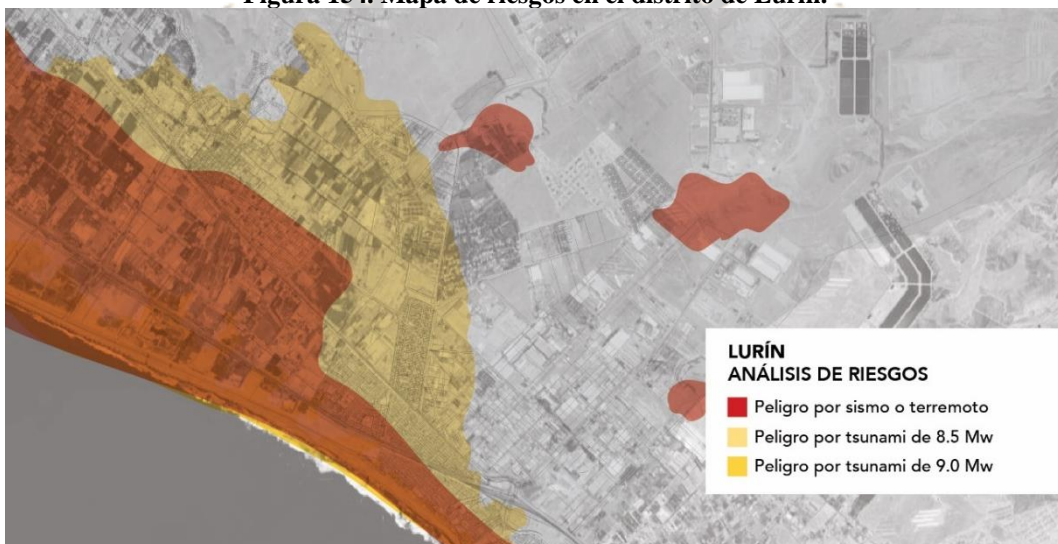 Figura 134. Mapa de riesgos en el distrito de Lurín.
LURÍN
ANÁLISIS DE RIESGOS
Peligro por sismo o terremoto
Peligro por tsunami de 8.5 Mw
Peligro por tsunami de 9.0 Mw